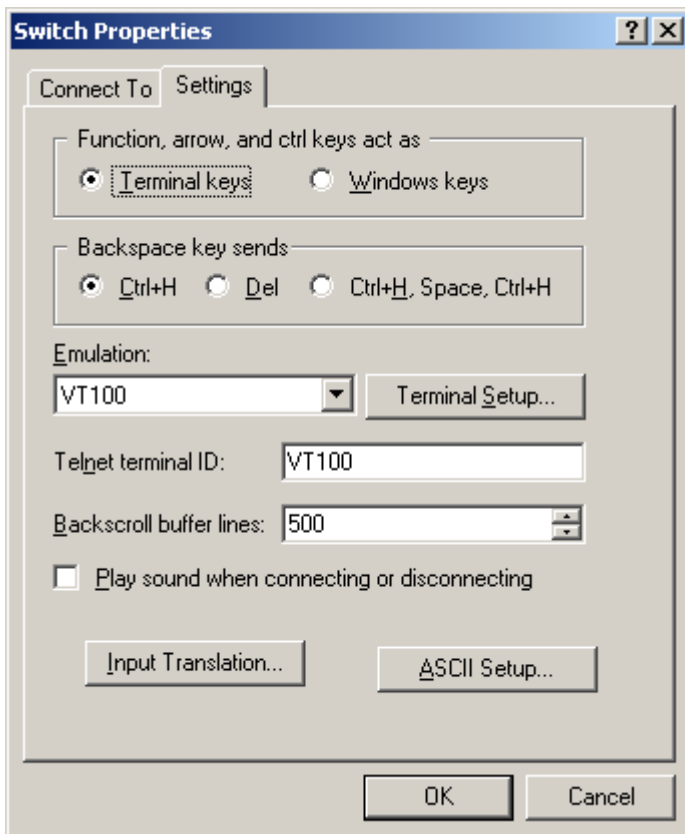 Switch Properties
Connect To Settings
Function, arrow, and ctrl keys act as
Terminal keys Windows keys
Backspace key sends
Ctrl+H Del Ctrl+H, Space, Ctrl+H
Emulation:
VT100 Terminal Setup...
Telnet terminal ID: VT100
Backscroll buffer lines: 500
Play sound when connecting or disconnecting
Input Translation... ASCII Setup...
OK Cancel